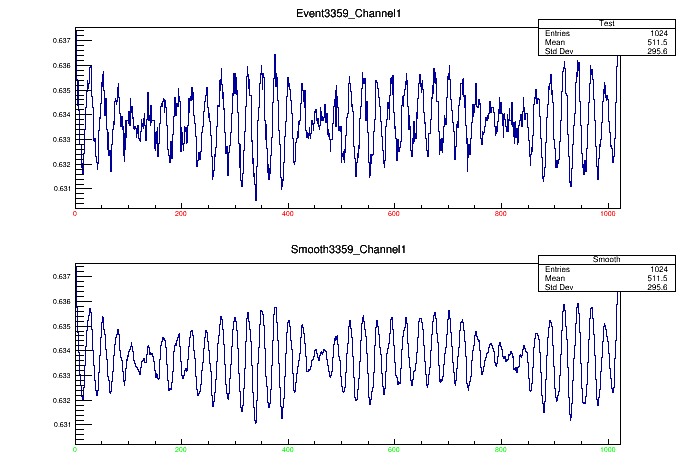 Event3359_Channel1
Test
Entries 1024
Mean 511.5
Std Dev 295.6
0.637
0.636
0.635
0.634
0.633
0.632
0.631
0 200 400 600 800 1000
Smooth3359_Channel1
Smooth
Entries 1024
Mean 511.5
Std Dev 295.6
0.637
0.636
0.635
0.634
0.633
0.632
0.631
0 200 400 600 800 1000